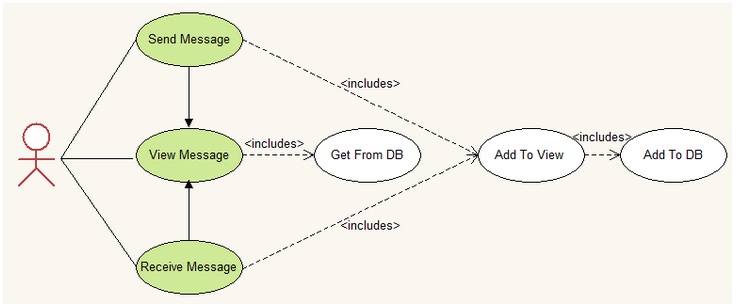 Send Message
<includes>
View Message
<includes>
Get From DB
Add To View
<includes>
Add To DB
<includes>
Receive Message